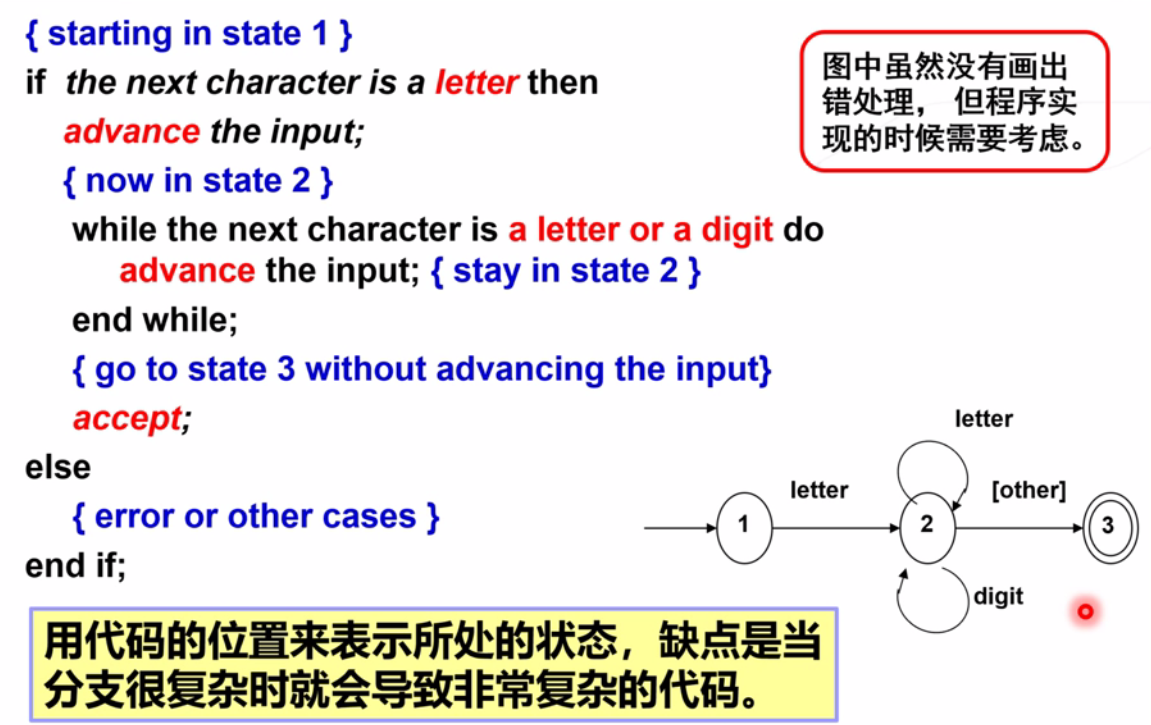 { starting in state 1 }
if the next character is a letter then
advance the input;
{ now in state 2 }
while the next character is a letter or a digit do
advance the input; { stay in state 2 }
end while;
{ go to state 3 without advancing the input}
accept;
else
{ error or other cases }
end if;
图中虽然没有画出
错处理， 但程序实
现的时候需要考虑。
letter
letter
[other]
1
2
3
digit
用代码的位置来表示所处的状态，缺点是当
分支很复杂时就会导致非常复杂的代码。